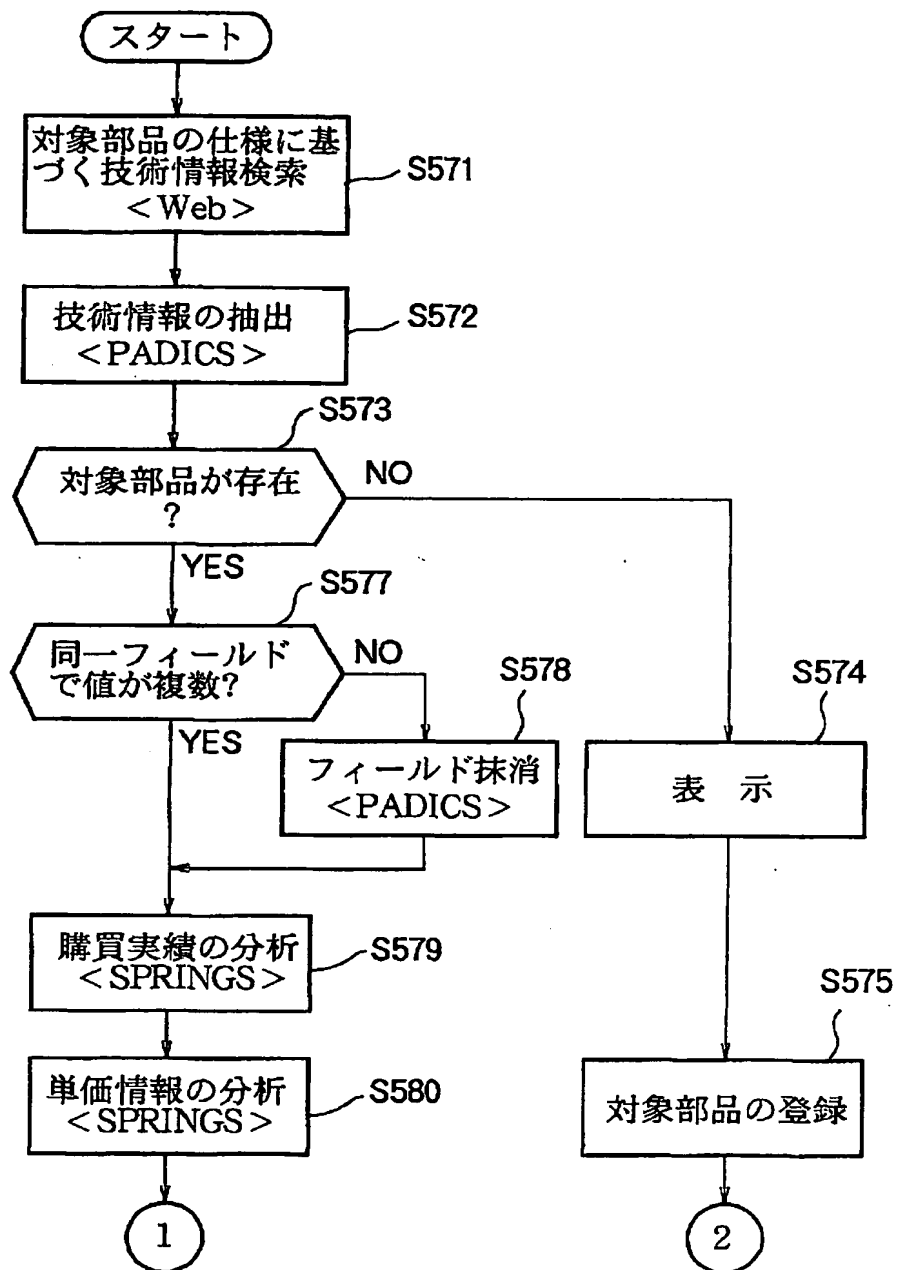 スタート
対象部品の仕様に基
づく技術情報検索
＜Web＞
S571
技術情報の抽出
＜PADICS＞
S572
S573
対象部品が存在
?
NO
YES
S577
同一フィールド
で値が複数?
NO
YES
S578
フィールド抹消
＜PADICS＞
S574
表 示
購買実績の分析
＜SPRINGS＞
S579
S575
対象部品の登録
単価情報の分析
＜SPRINGS＞
S580
1
2